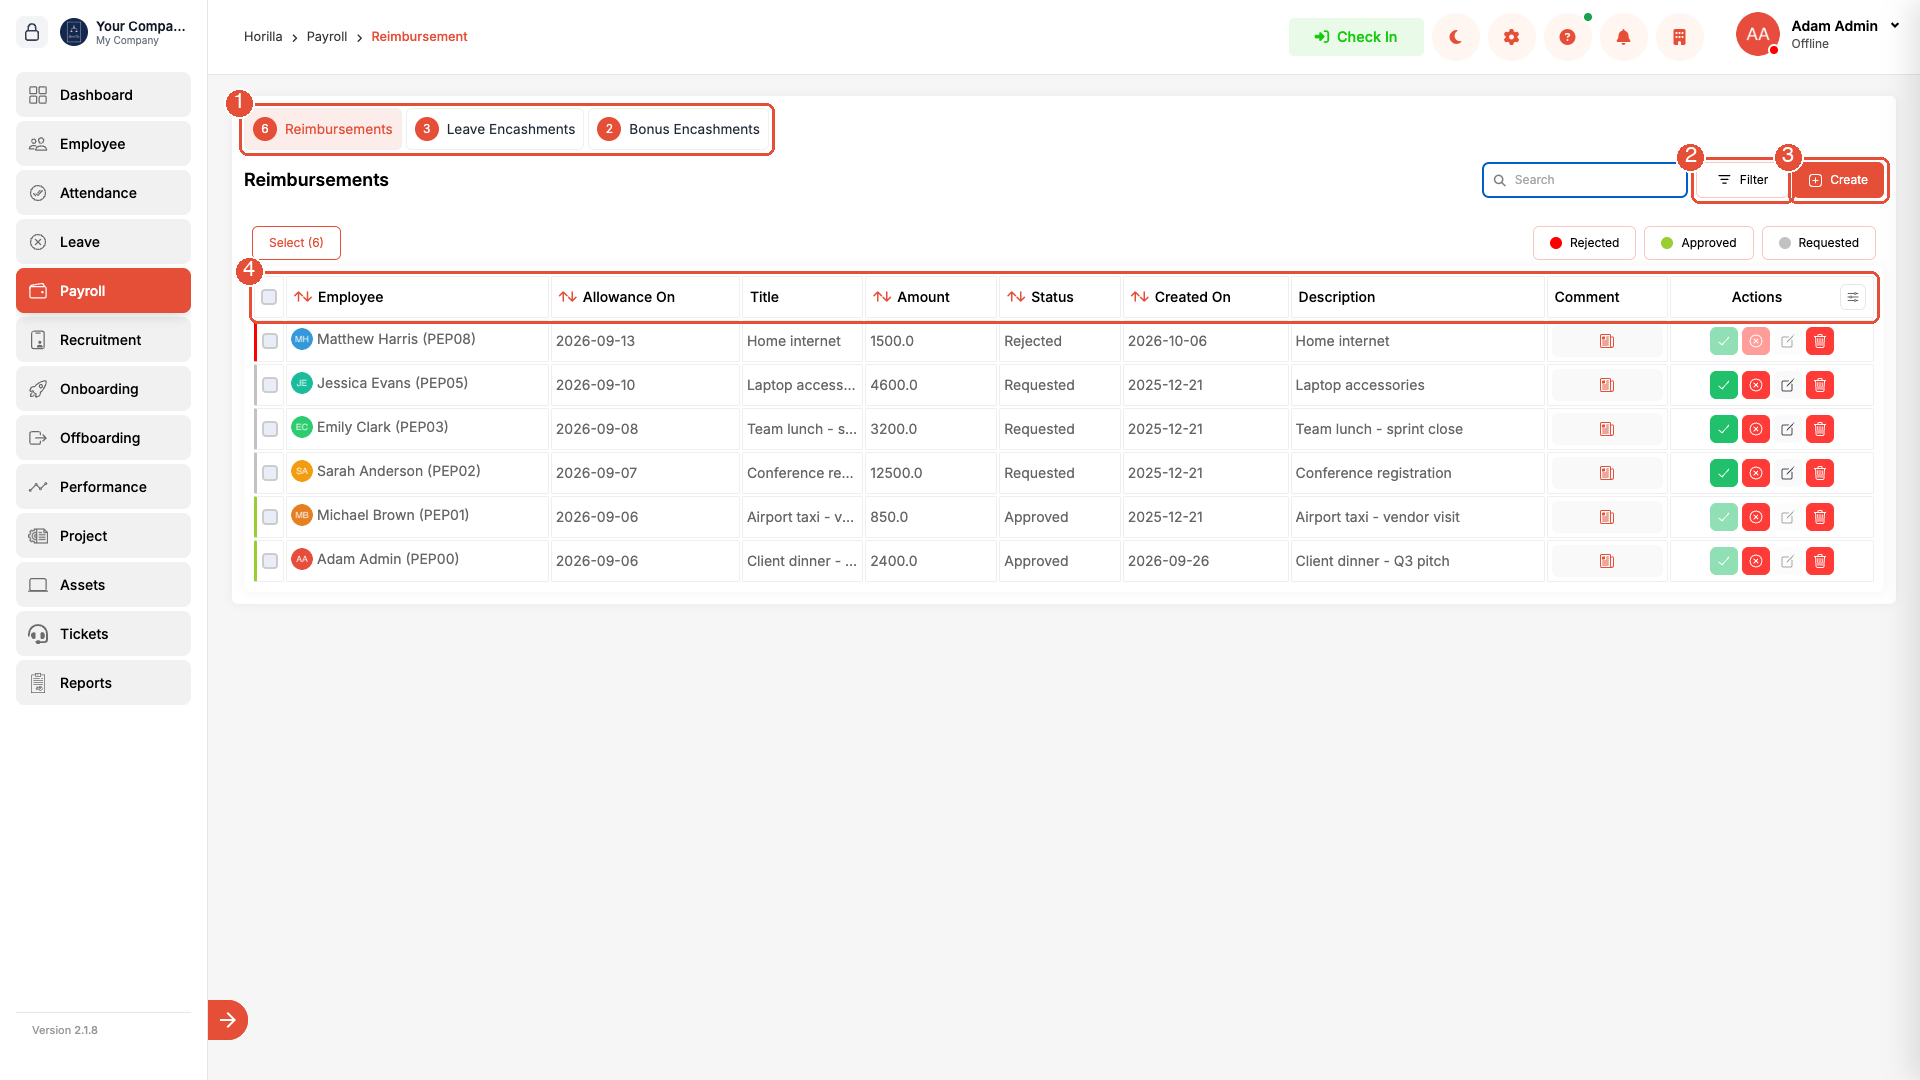 Your Compa...
My Company
Horilla > Payroll > Reimbursement
Check In
AA
Adam Admin
Offline
Dashboard
Employee
Attendance
Leave
Payroll
Recruitment
Onboarding
Offboarding
Performance
Project
Assets
Tickets
Reports
Version 2.1.8
1
6 Reimbursements 3 Leave Encashments 2 Bonus Encashments
Reimbursements
Search
2
Filter
3
Create
Select (6)
Rejected Approved Requested
4
Employee Allowance On Title Amount Status Created On Description Comment Actions
MH Matthew Harris (PEP08) 2026-09-13 Home internet 1500.0 Rejected 2026-10-06 Home internet
JE Jessica Evans (PEP05) 2026-09-10 Laptop access... 4600.0 Requested 2025-12-21 Laptop accessories
EC Emily Clark (PEP03) 2026-09-08 Team lunch - s... 3200.0 Requested 2025-12-21 Team lunch - sprint close
SA Sarah Anderson (PEP02) 2026-09-07 Conference re... 12500.0 Requested 2025-12-21 Conference registration
MB Michael Brown (PEP01) 2026-09-06 Airport taxi - v... 850.0 Approved 2025-12-21 Airport taxi - vendor visit
AA Adam Admin (PEP00) 2026-09-06 Client dinner - ... 2400.0 Approved 2026-09-26 Client dinner - Q3 pitch